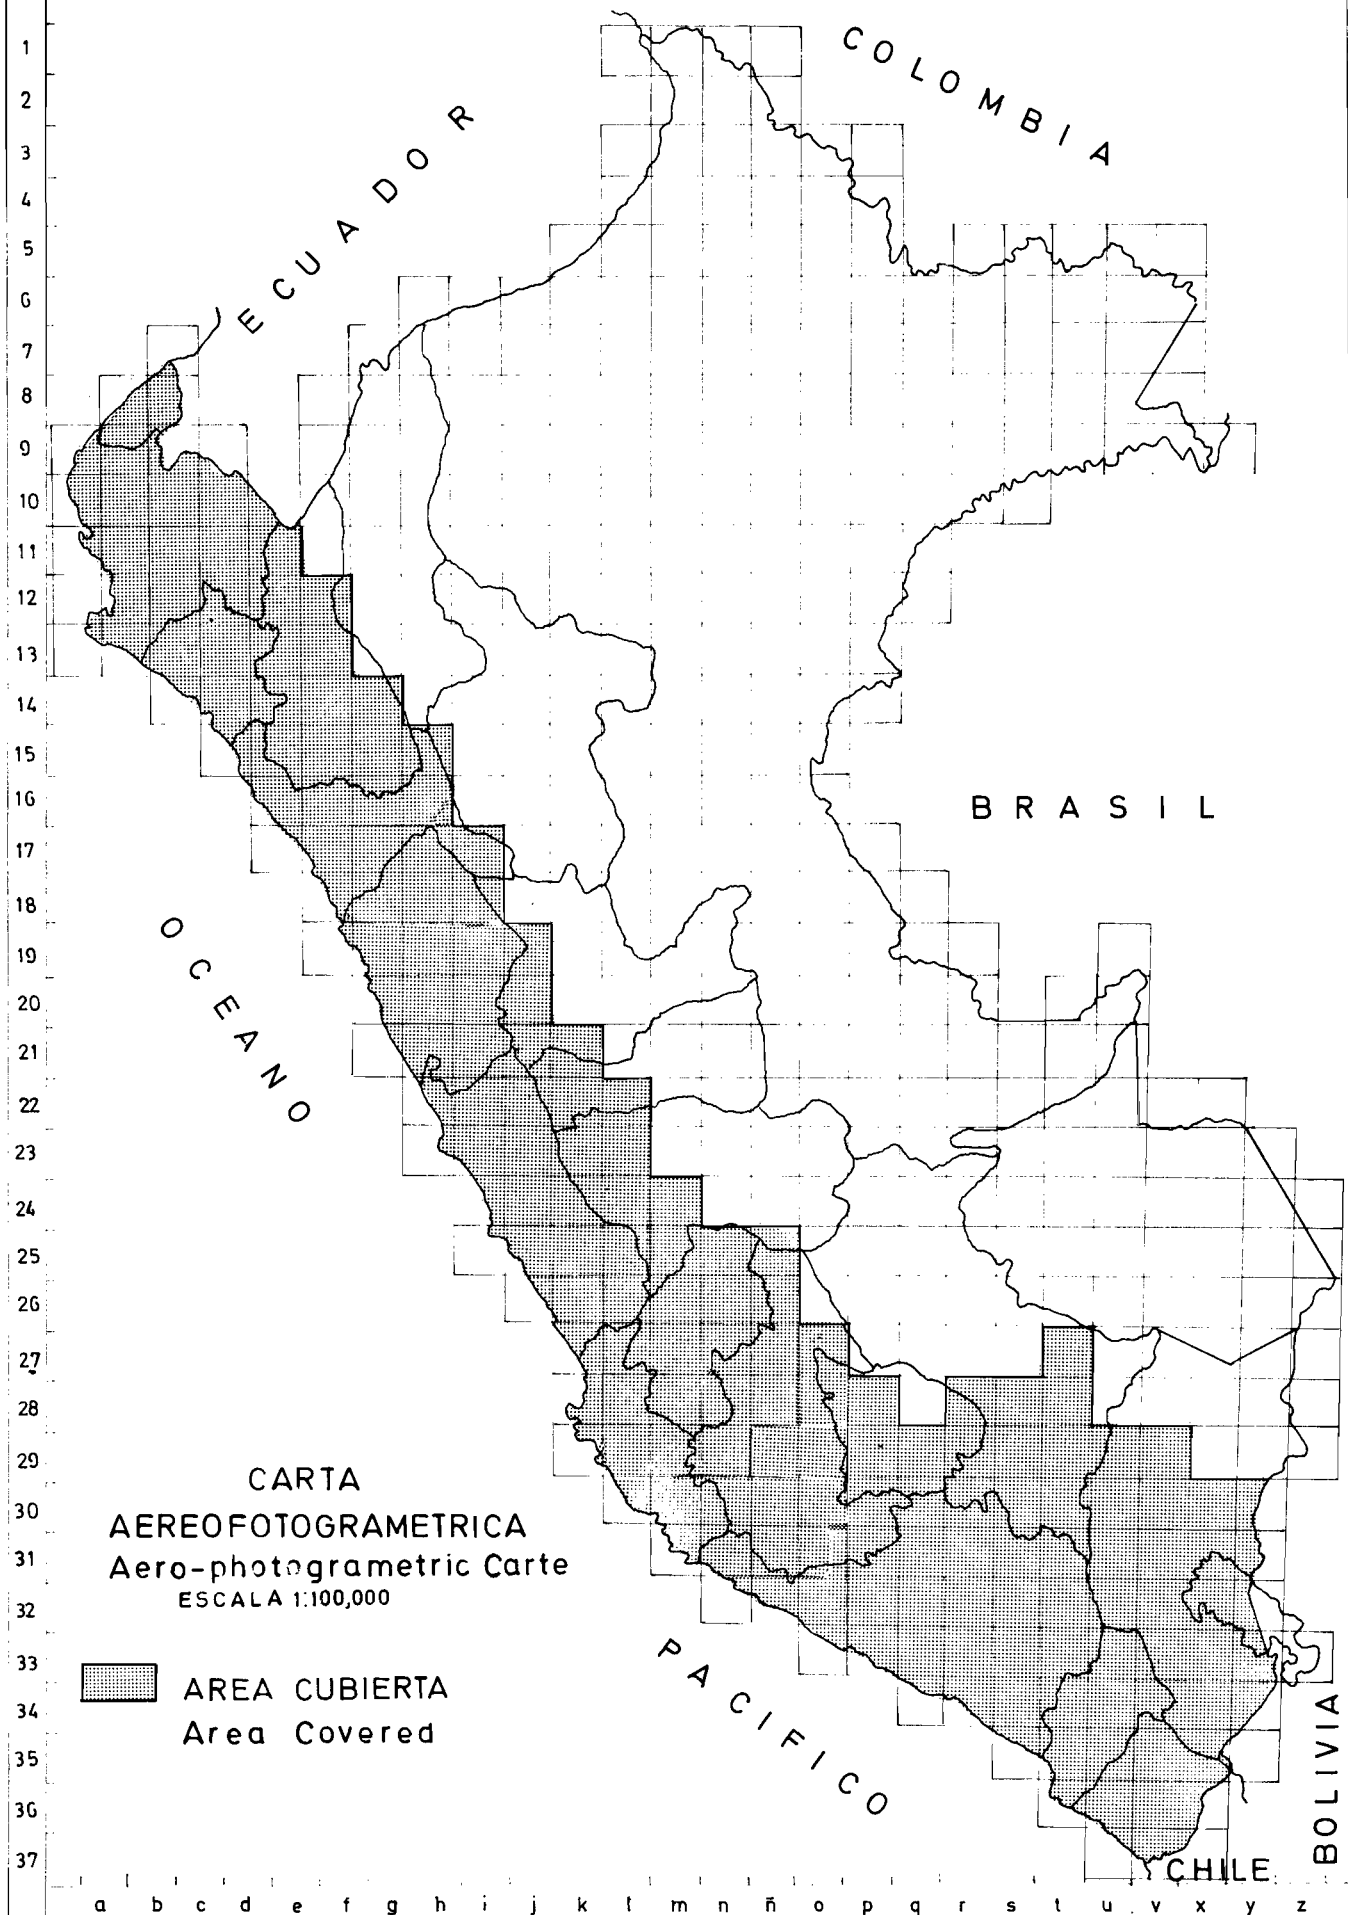 1
2
3
4
5
6
7
8
9
10
11
12
13
14
15
16
17
18
19
20
21
22
23
24
25
26
27
28
29
30
31
32
33
34
35
36
37
COLOMBIA
ECUADOR
BRASIL
OCEANO
PACIFICO
BOLIVIA
CHILE
CARTA
AEREOFOTOGRAMETRICA
Aero-photogrametric Carte
ESCALA 1:100,000
AREA CUBIERTA
Area Covered
a b c d e f g h i j k l m n ñ o p q r s t u v x y z